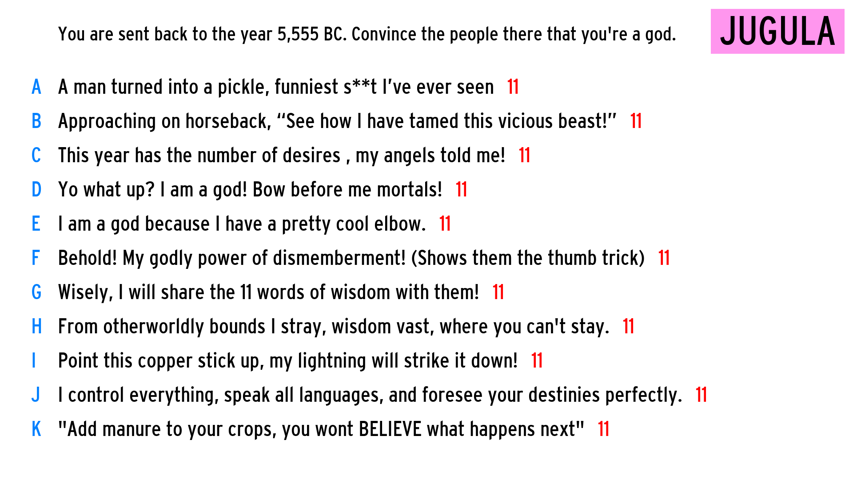 You are sent back to the year 5,555 BC. Convince the people there that you're a god.
JUGULA
A A man turned into a pickle, funniest s**t I've ever seen 11
B Approaching on horseback, “See how I have tamed this vicious beast!” 11
C This year has the number of desires , my angels told me! 11
D Yo what up? I am a god! Bow before me mortals! 11
E I am a god because I have a pretty cool elbow. 11
F Behold! My godly power of dismemberment! (Shows them the thumb trick) 11
G Wisely, I will share the 11 words of wisdom with them! 11
H From otherworldly bounds I stray, wisdom vast, where you can't stay. 11
I Point this copper stick up, my lightning will strike it down! 11
J I control everything, speak all languages, and foresee your destinies perfectly. 11
K "Add manure to your crops, you wont BELIEVE what happens next" 11